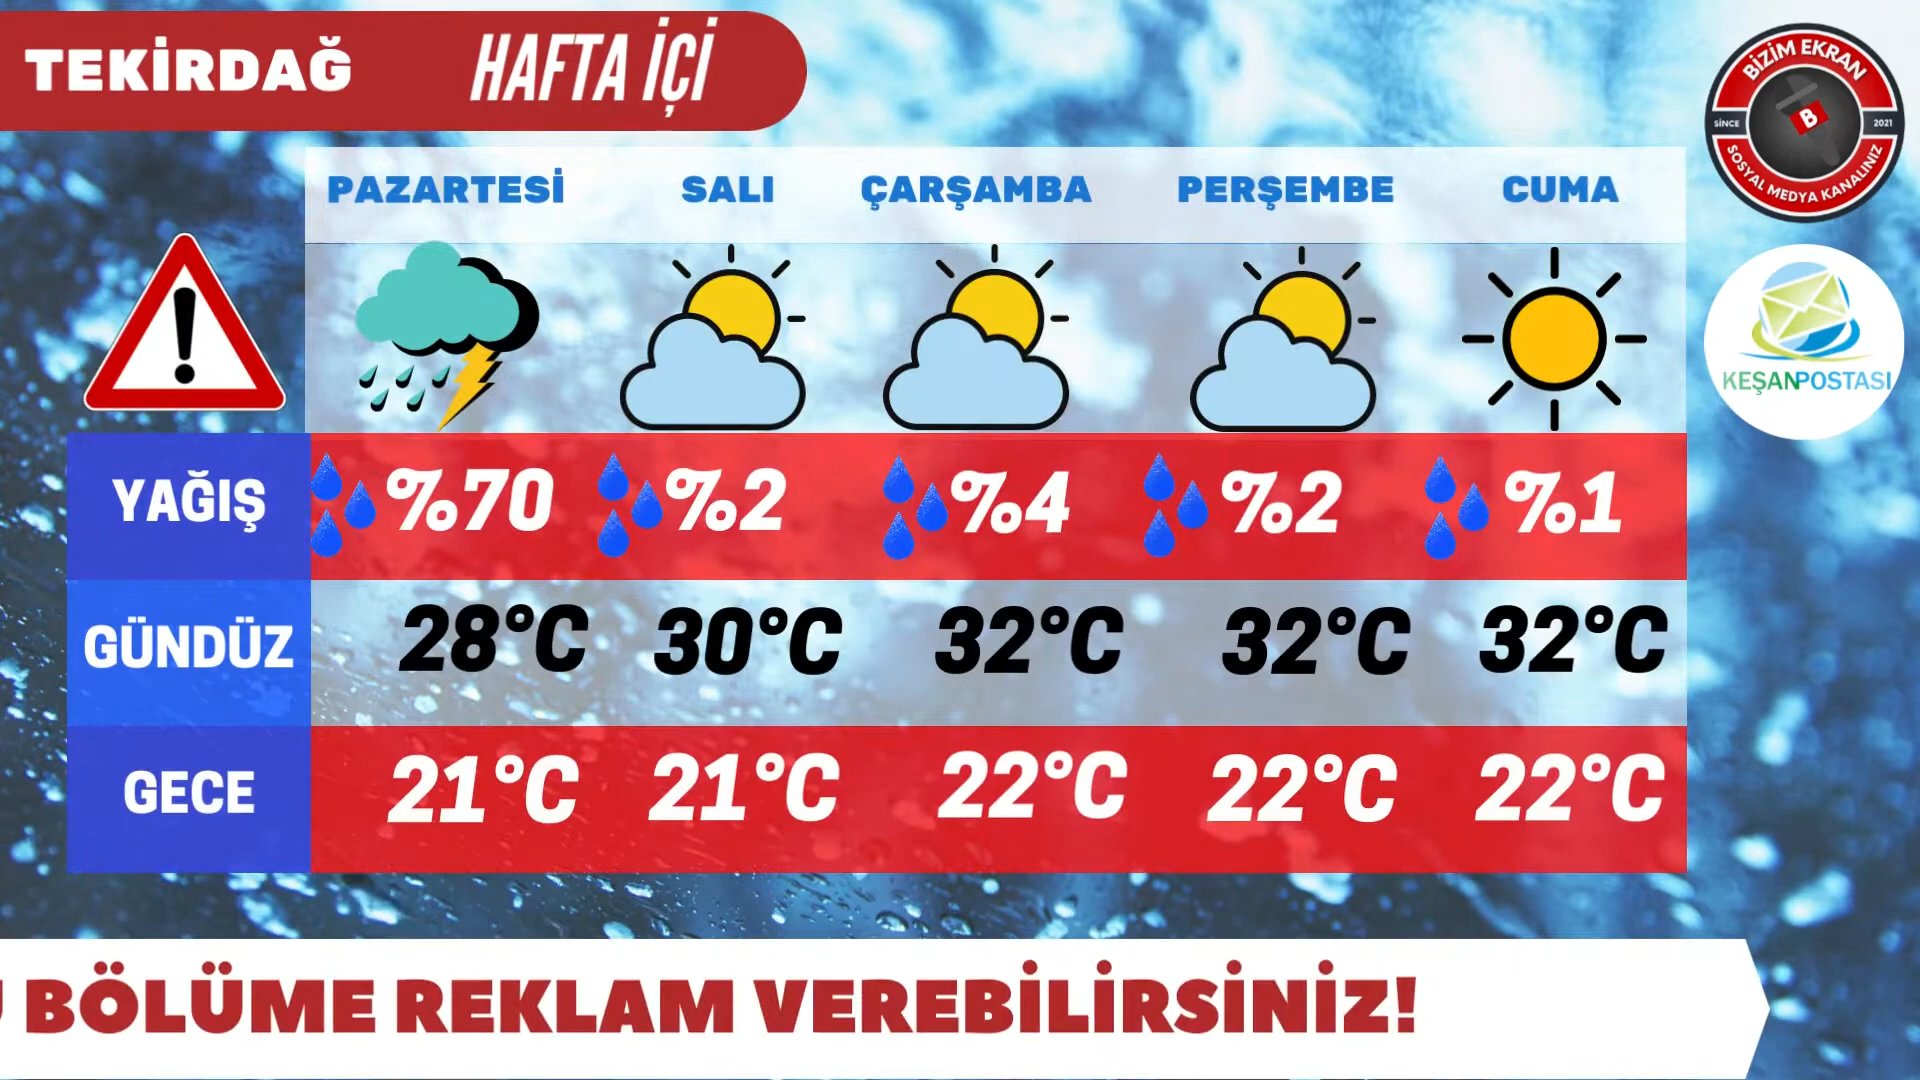 TEKİRDAĞ HAFTA İÇİ
PAZARTESİ SALI ÇARŞAMBA PERŞEMBE CUMA
YAĞIŞ %70 %2 %4 %2 %1
GÜNDÜZ 28°C 30°C 32°C 32°C 32°C
GECE 21°C 21°C 22°C 22°C 22°C
BÖLÜME REKLAM VEREBİLİRSİNİZ!
BİZİM EKRAN
SİNCE 2021
B
SOSYAL MEDYA KANALINIZ
KEŞANPOSTASI